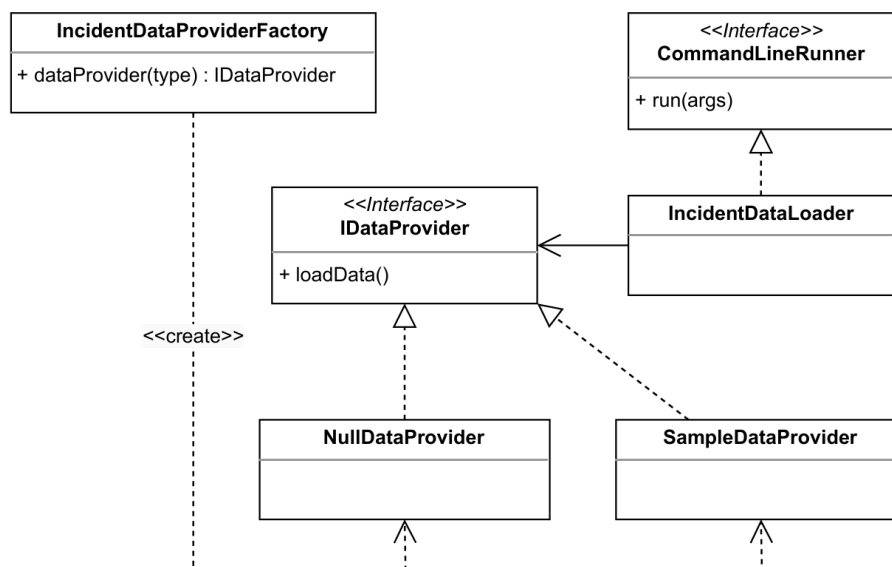 IncidentDataProviderFactory
+ dataProvider(type) : IDataProvider
<<Interface>>
CommandLineRunner
+ run(args)
<<Interface>>
IDataProvider
+ loadData()
IncidentDataLoader
<<create>>
NullDataProvider
SampleDataProvider